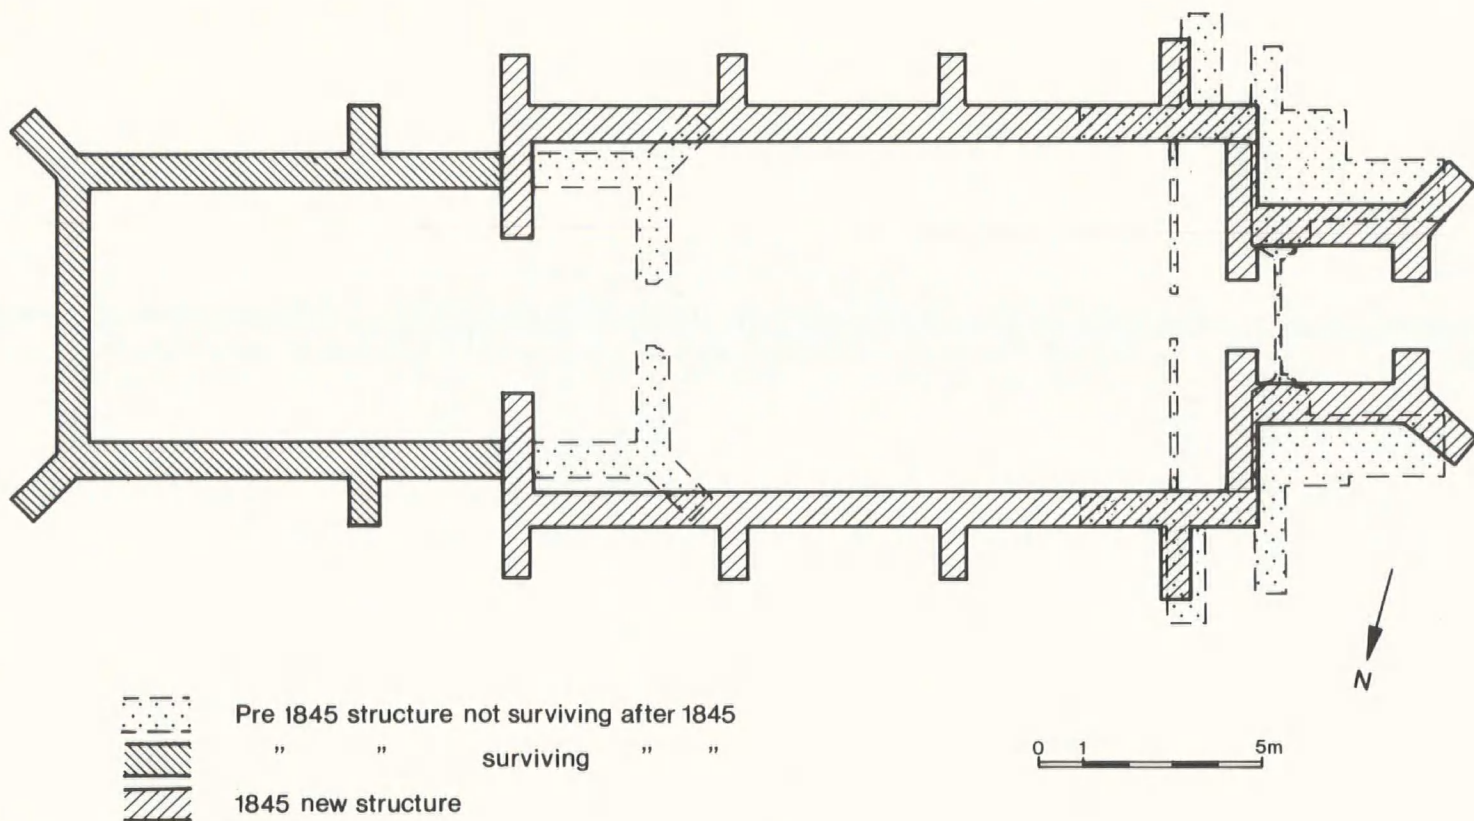 N
Pre 1845 structure not surviving after 1845
” ” surviving ” ”
1845 new structure
0 1 5m